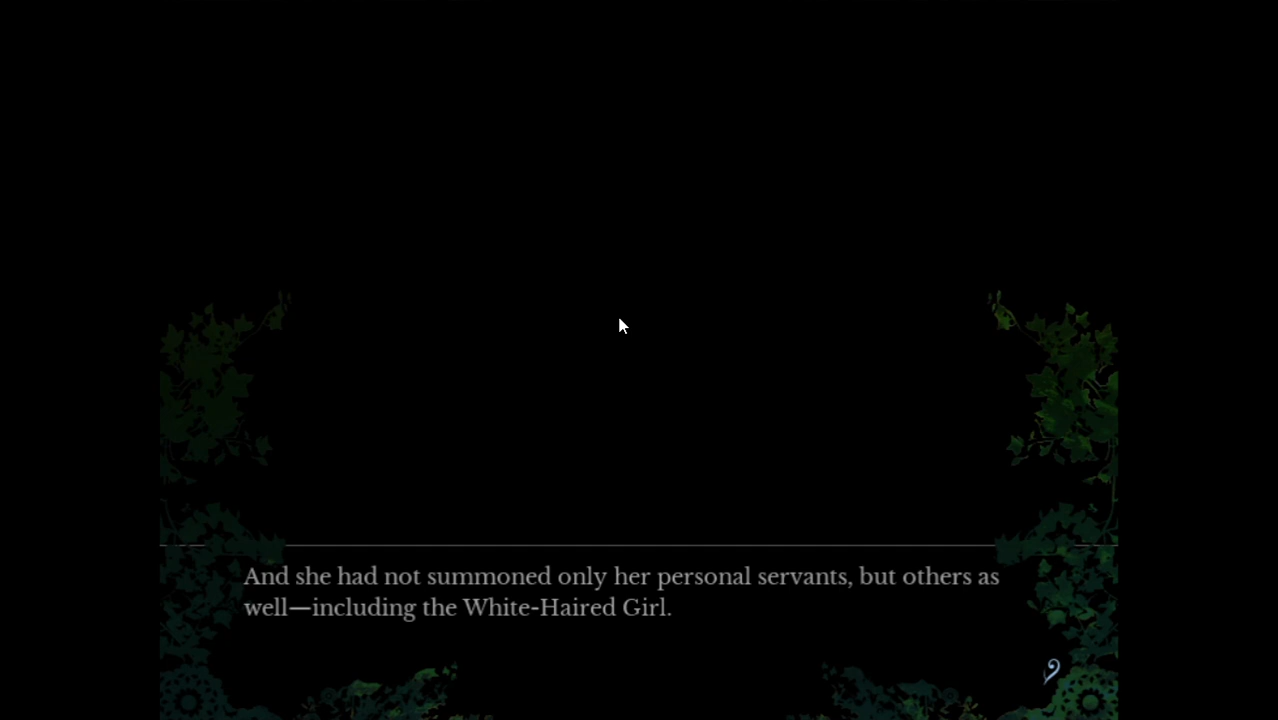 And she had not summoned only her personal servants, but others as
well—including the White-Haired Girl.